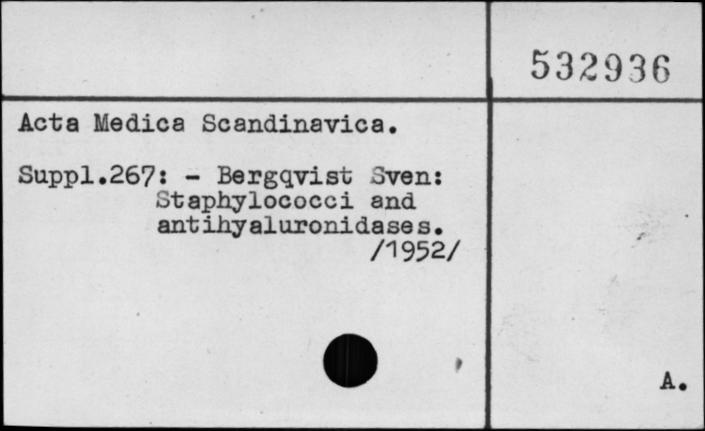 532936
Acta Medica Scandinavica.
Suppl.267: - Bergqvist Sven:
Staphylococci and
antihyaluronidases.
/1952/
A.